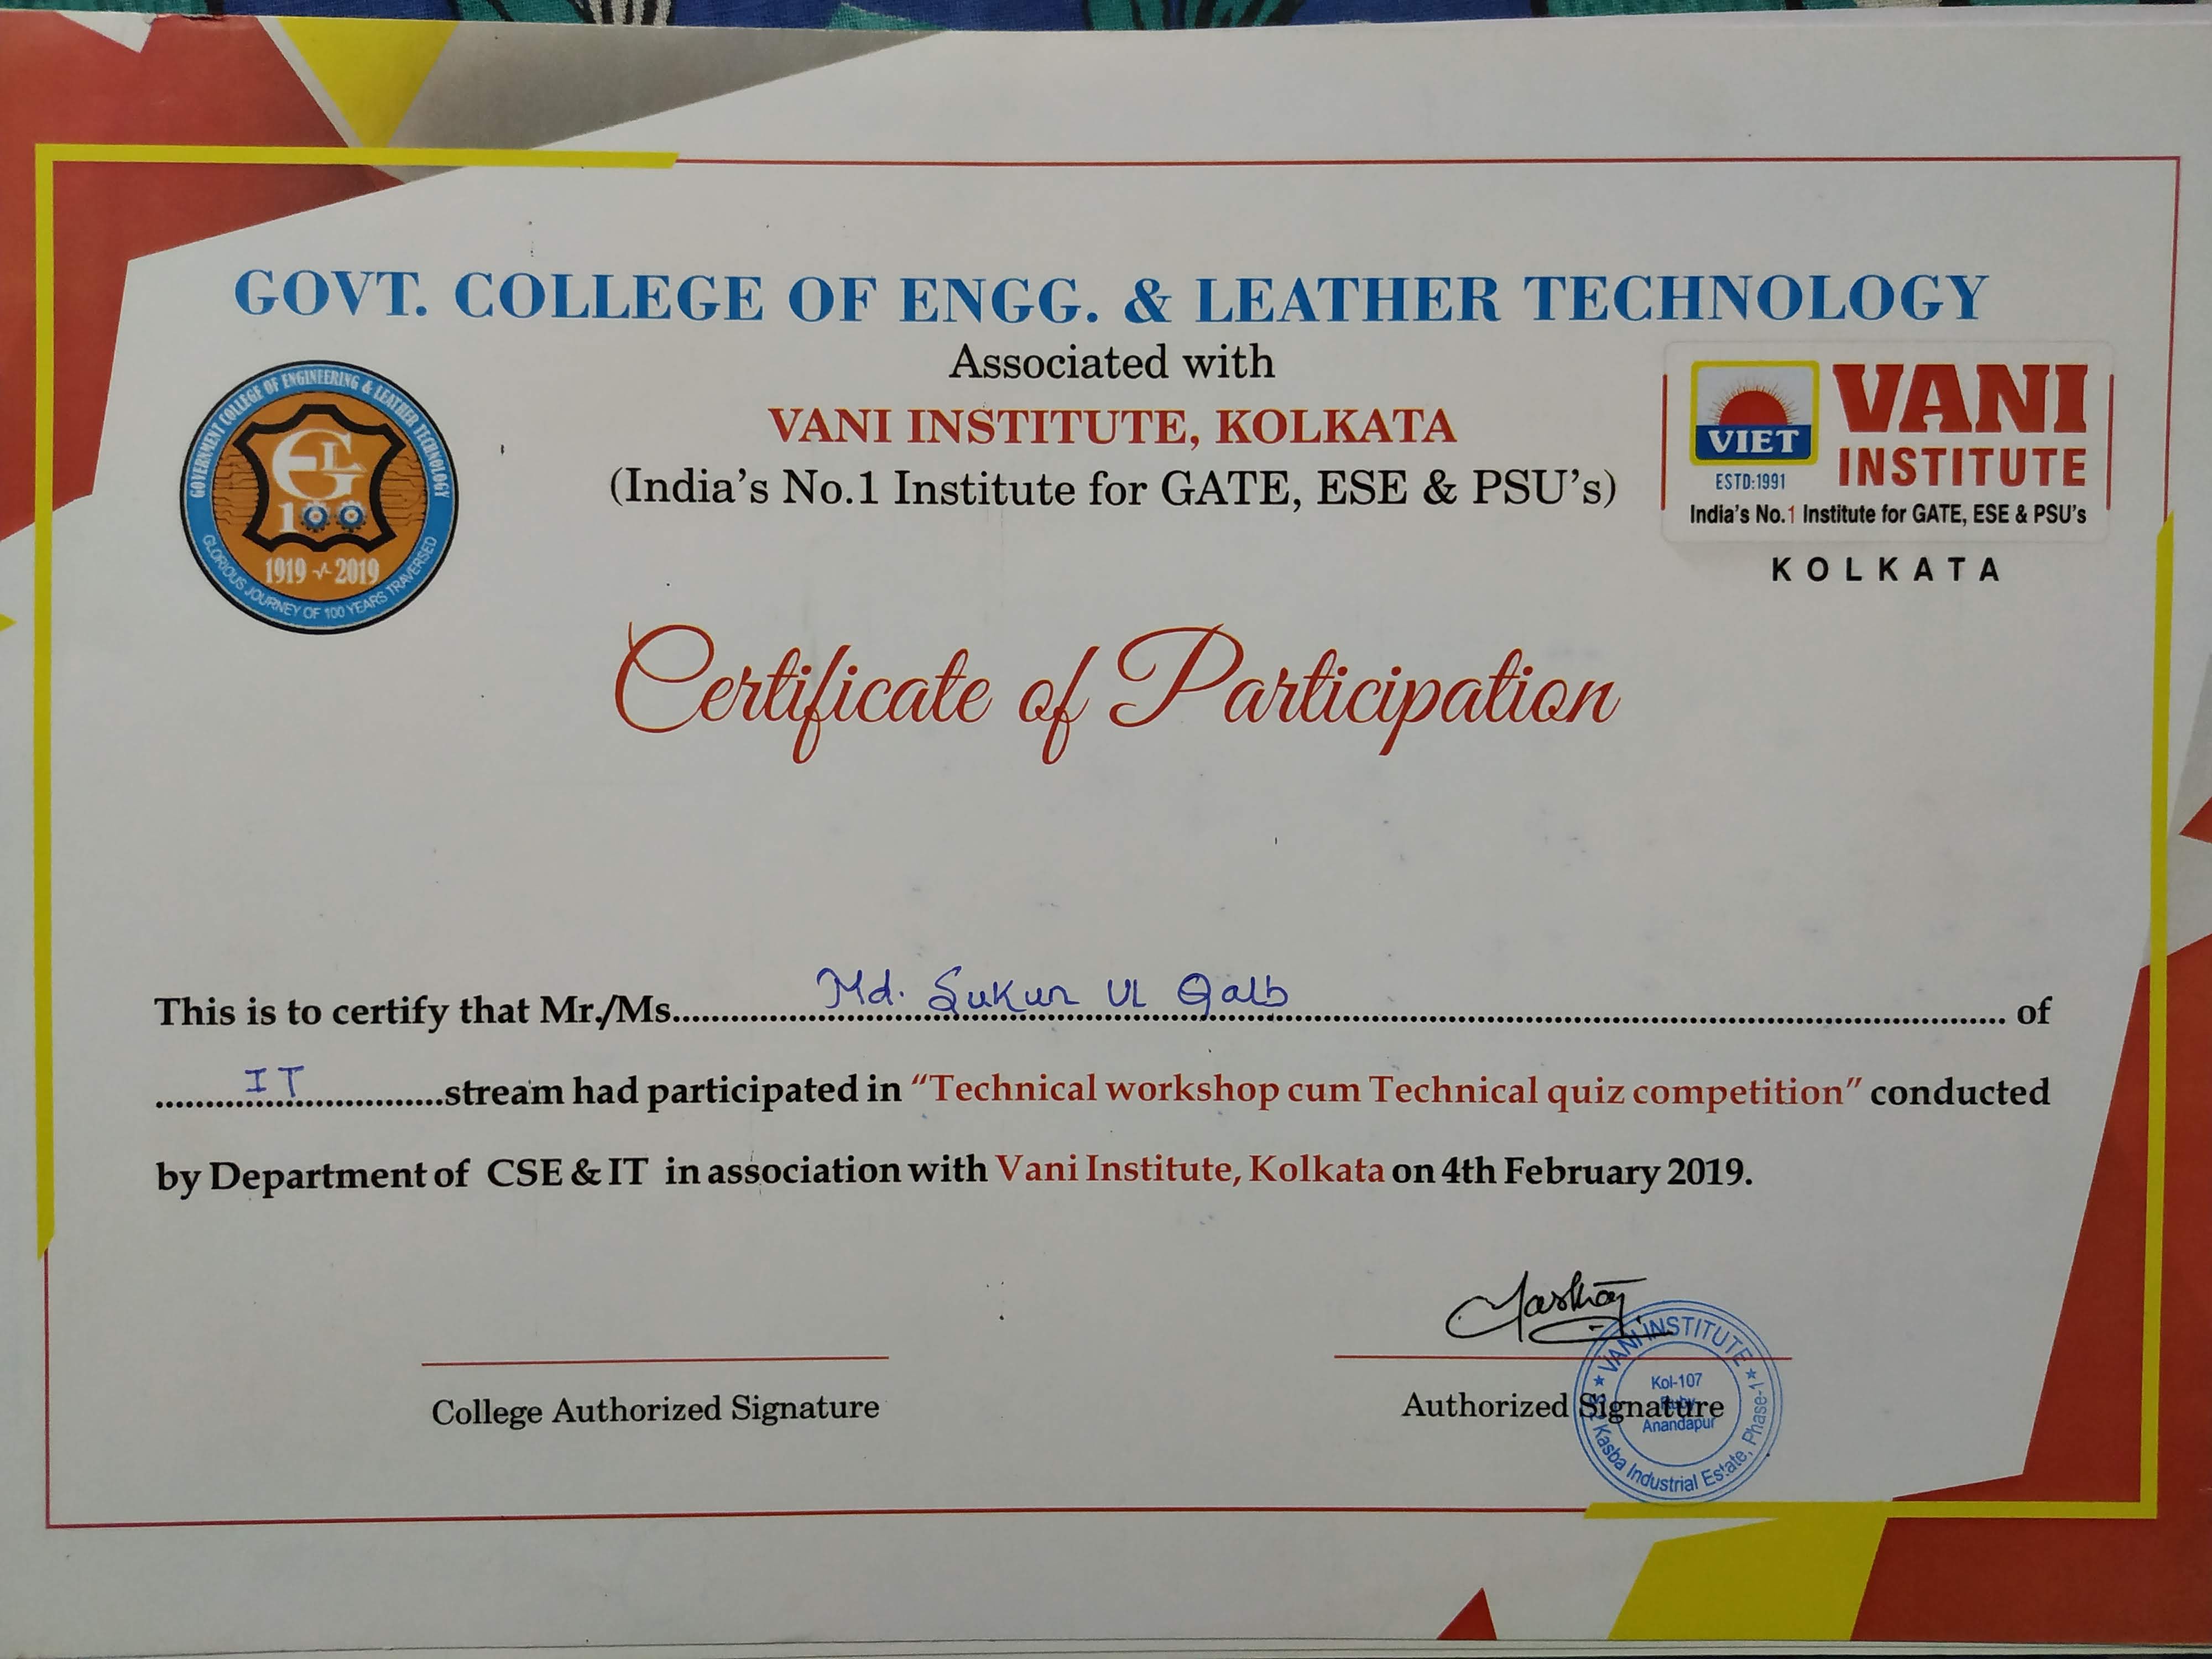 GOVT. COLLEGE OF ENGG. & LEATHER TECHNOLOGY
Associated with
VANI INSTITUTE, KOLKATA
(India's No.1 Institute for GATE, ESE & PSU's)
GOVERNMENT COLLEGE OF ENGINEERING & LEATHER TECHNOLOGY
GCELT
100
1919 2019
GLORIOUS JOURNEY OF 100 YEARS TRAVERSED
VIET
ESTD:1991
VANI
INSTITUTE
India's No.1 Institute for GATE, ESE & PSU's
KOLKATA
Certificate of Participation
This is to certify that Mr./Ms. Md. Sukur Ul Qalb of
IT stream had participated in “Technical workshop cum Technical quiz competition” conducted
by Department of CSE & IT in association with Vani Institute, Kolkata on 4th February 2019.
College Authorized Signature
Authorized Signature
VANI INSTITUTE
Kol-107
Ruby
Anandapur
Kasba Industrial Estate, Phase-1